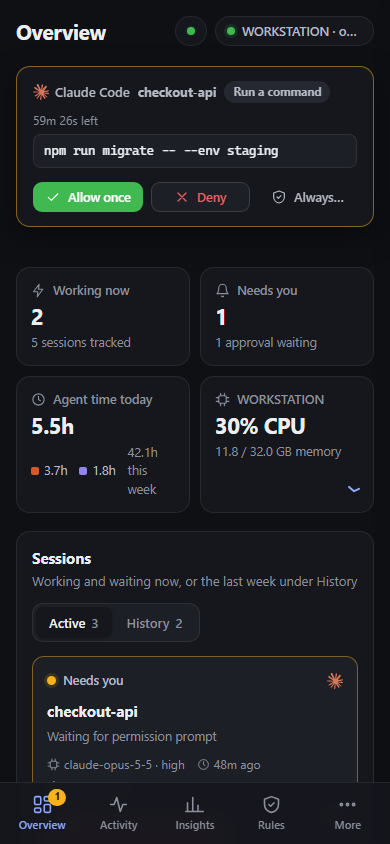 Overview
WORKSTATION · o...
Claude Code checkout-api Run a command
59m 26s left
npm run migrate -- --env staging
Allow once
Deny
Always...
Working now
2
5 sessions tracked
Needs you
1
1 approval waiting
Agent time today
5.5h
3.7h 1.8h 42.1h this week
WORKSTATION
30% CPU
11.8 / 32.0 GB memory
Sessions
Working and waiting now, or the last week under History
Active 3
History 2
Needs you
checkout-api
Waiting for permission prompt
claude-opus-5-5 · high 48m ago
1
Overview
Activity
Insights
Rules
More